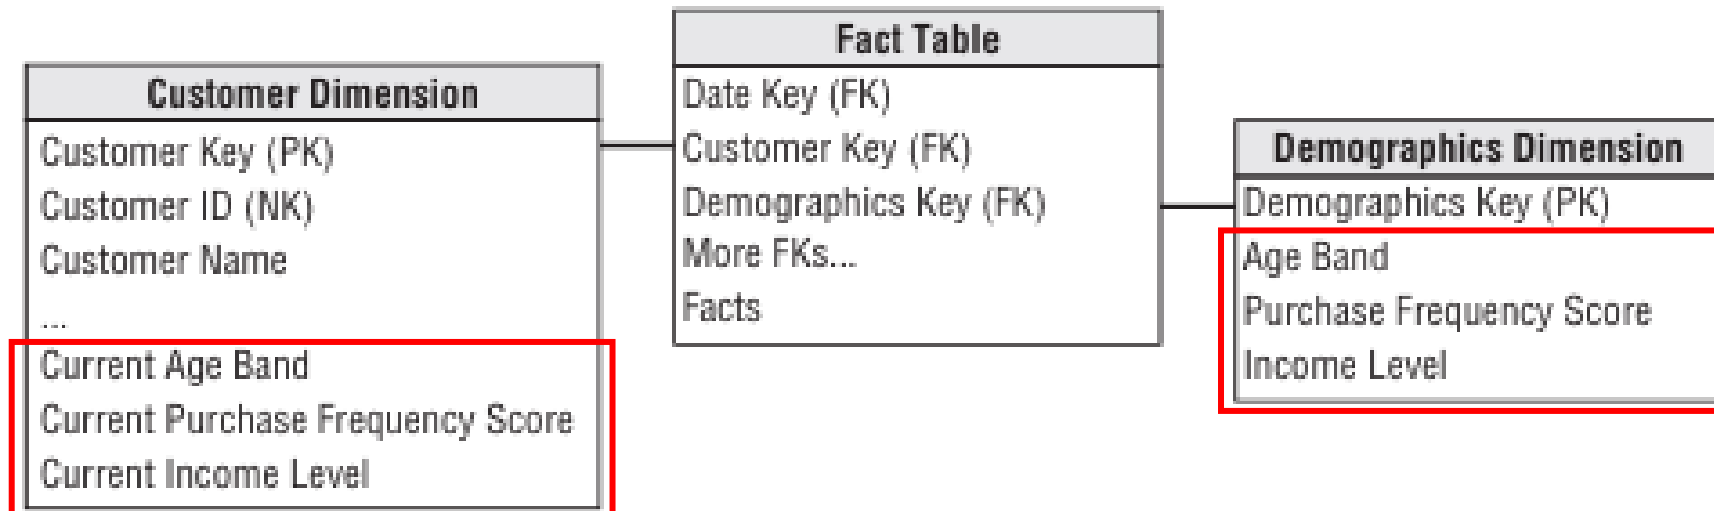 Customer Dimension
Customer Key (PK)
Customer ID (NK)
Customer Name
...
Current Age Band
Current Purchase Frequency Score
Current Income Level
Fact Table
Date Key (FK)
Customer Key (FK)
Demographics Key (FK)
More FKs...
Facts
Demographics Dimension
Demographics Key (PK)
Age Band
Purchase Frequency Score
Income Level